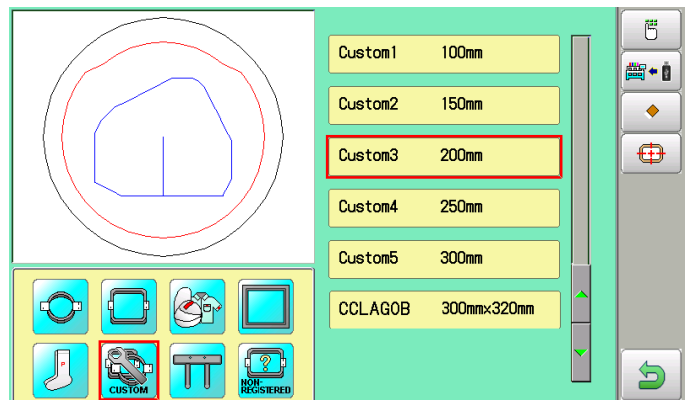 Custom1 100mm
Custom2 150mm
Custom3 200mm
Custom4 250mm
Custom5 300mm
CCLAGOB 300mm×320mm
P
CUSTOM
?
NON-
REGISTERED